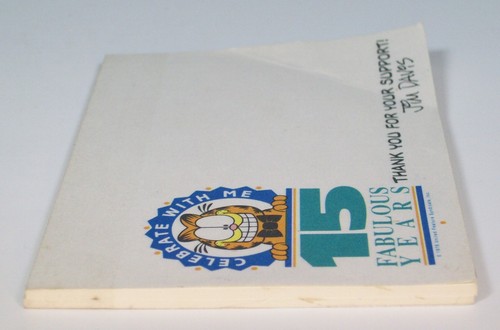 CELEBRATE WITH ME
15
FABULOUS
YEARS
THANK YOU FOR YOUR SUPPORT!
JIM DAVIS